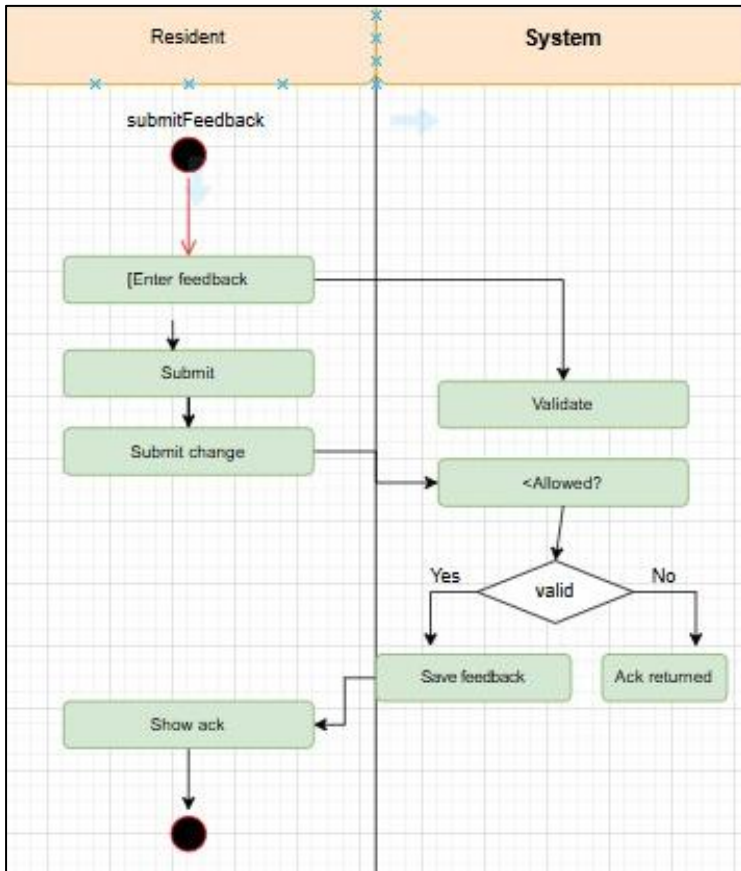 Resident
System
submitFeedback
[Enter feedback
Submit
Validate
Submit change
<Allowed?
Yes
valid
No
Save feedback
Ack returned
Show ack